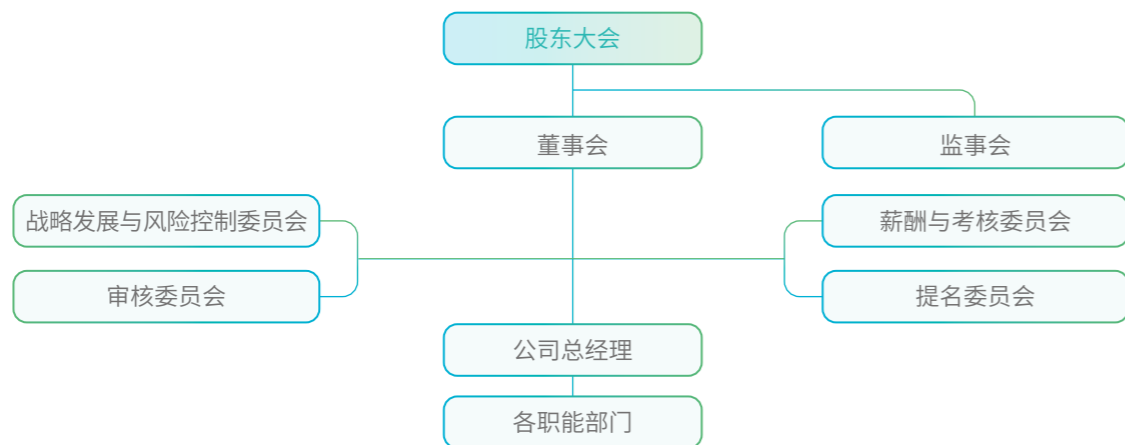 股东大会
董事会
监事会
战略发展与风险控制委员会
薪酬与考核委员会
审核委员会
提名委员会
公司总经理
各职能部门